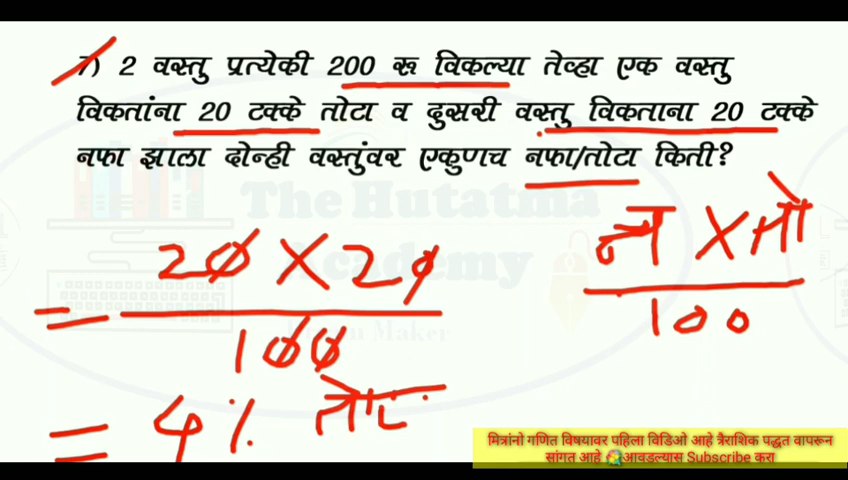 7) 2 वस्तु प्रत्येकी 200 रू विकल्या तेव्हा एक वस्तु
विकतांना 20 टक्के तोटा व दुसरी वस्तु विकताना 20 टक्के
नफा झाला दोन्ही वस्तुंवर एकुणच नफा/तोटा किती?
The Hutatma
Academy
= 20 X 20
100
न X तो
100
= 4 %
मित्रांनो गणित विषयावर पहिला विडिओ आहे त्रैराशिक पद्धत वापरून
सांगत आहे आवडल्यास Subscribe करा